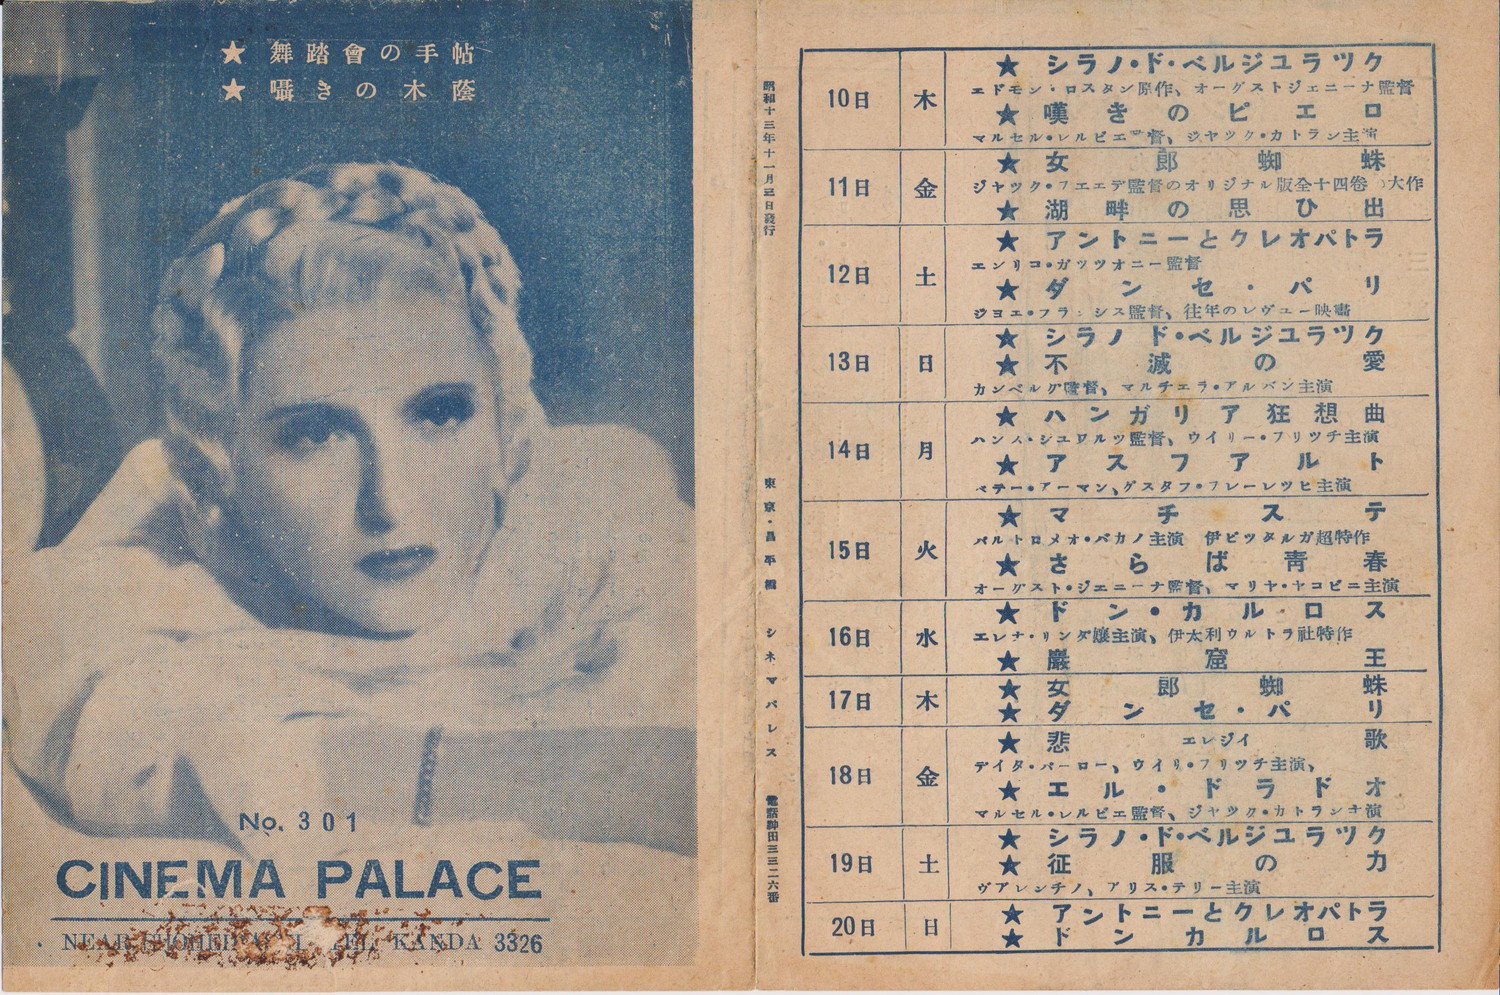 ★ 舞踏會の手帖
★ 囁きの木蔭
No. 301
CINEMA PALACE
NEAR KANDA 3326
昭和十三年十一月三日發行
東京・昌平橋 シネマパレス 電話神田三三二六番
10日 木
★ シラノ・ド・ベルジユラツク
エドモン・ロスタン原作、オーグストジェニーナ監督
★ 嘆きのピエロ
マルセル・レルビエ督、ジヤツク・カトラン主演
11日 金
★ 女郎蜘蛛
ジヤツク・フエエデ監督のオリジナル版全十四卷 大作
★ 湖畔の思ひ出
12日 土
★ アントニーとクレオパトラ
エンリコ・ガッツオニー監督
★ ダンセ・パリ
ジヨエ・フラシス監督、往年のレヴユー映畵
13日 日
★ シラノ ド・ベルジユラツク
★ 不滅の愛
カンベルグ監督、マルチエラ・アルバン主演
14日 月
★ ハンガリア狂想曲
ハンス・シユワルツ監督、ウイリー・フリツチ主演
★ アスフアルト
ベテー・アーマン、グスタフ・フレーレツヒ主演
15日 火
★ マチステ
バルトロメオ・パカノ主演 伊ピツタルガ超特作
★ さらば靑春
オーグスト・ジエニーナ監督、マリヤ・ヤコビニ主演
16日 水
★ ドン・カルロス
エレナ・リンダ孃主演、伊太利ウルトラ社特作
★ 巖窟王
17日 木
★ 女郎蜘蛛
★ ダンセ・パリ
18日 金
★ 悲歌 エレジイ
デイタ・パーロー、ウイリ・フリツチ主演、
★ エル・ドラドオ
マルセル・レルビエ監督、ジヤツク・カトラン主演
19日 土
★ シラノ・ド・ベルジユラツク
★ 征服の力
ヴアレンチノ、アリス・テリー主演
20日 日
★ アントニーとクレオパトラ
★ ドンカルロス